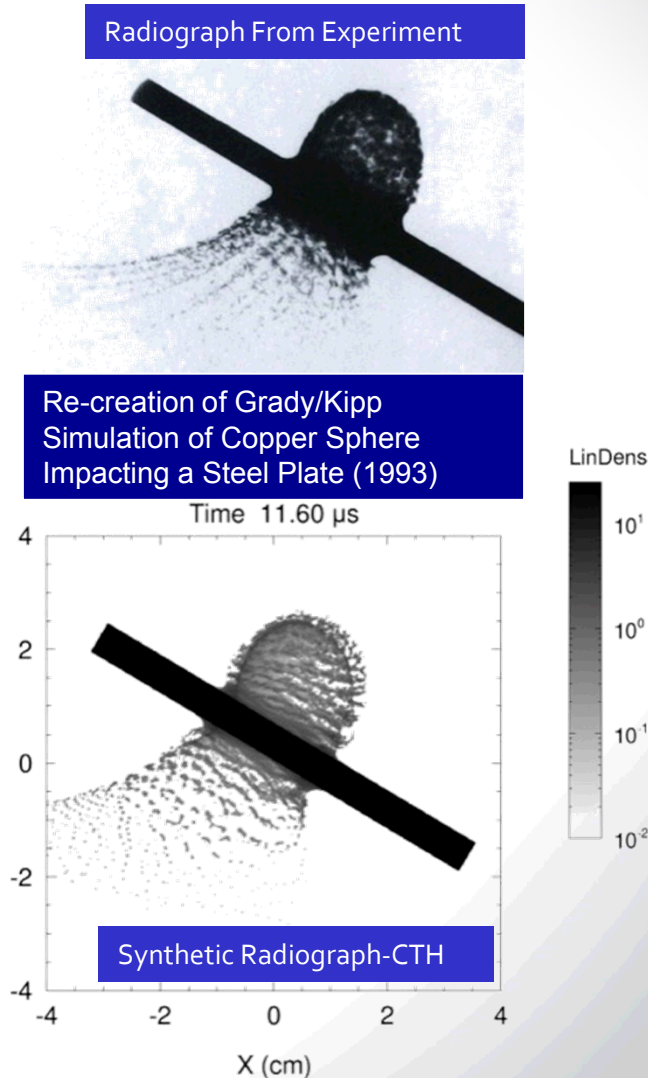 Radiograph From Experiment
Re-creation of Grady/Kipp
Simulation of Copper Sphere
Impacting a Steel Plate (1993)
Time 11.60 µs
LinDens
10¹
10⁰
10⁻¹
10⁻²
4
2
0
-2
-4
Synthetic Radiograph-CTH
-4 -2 0 2 4
X (cm)